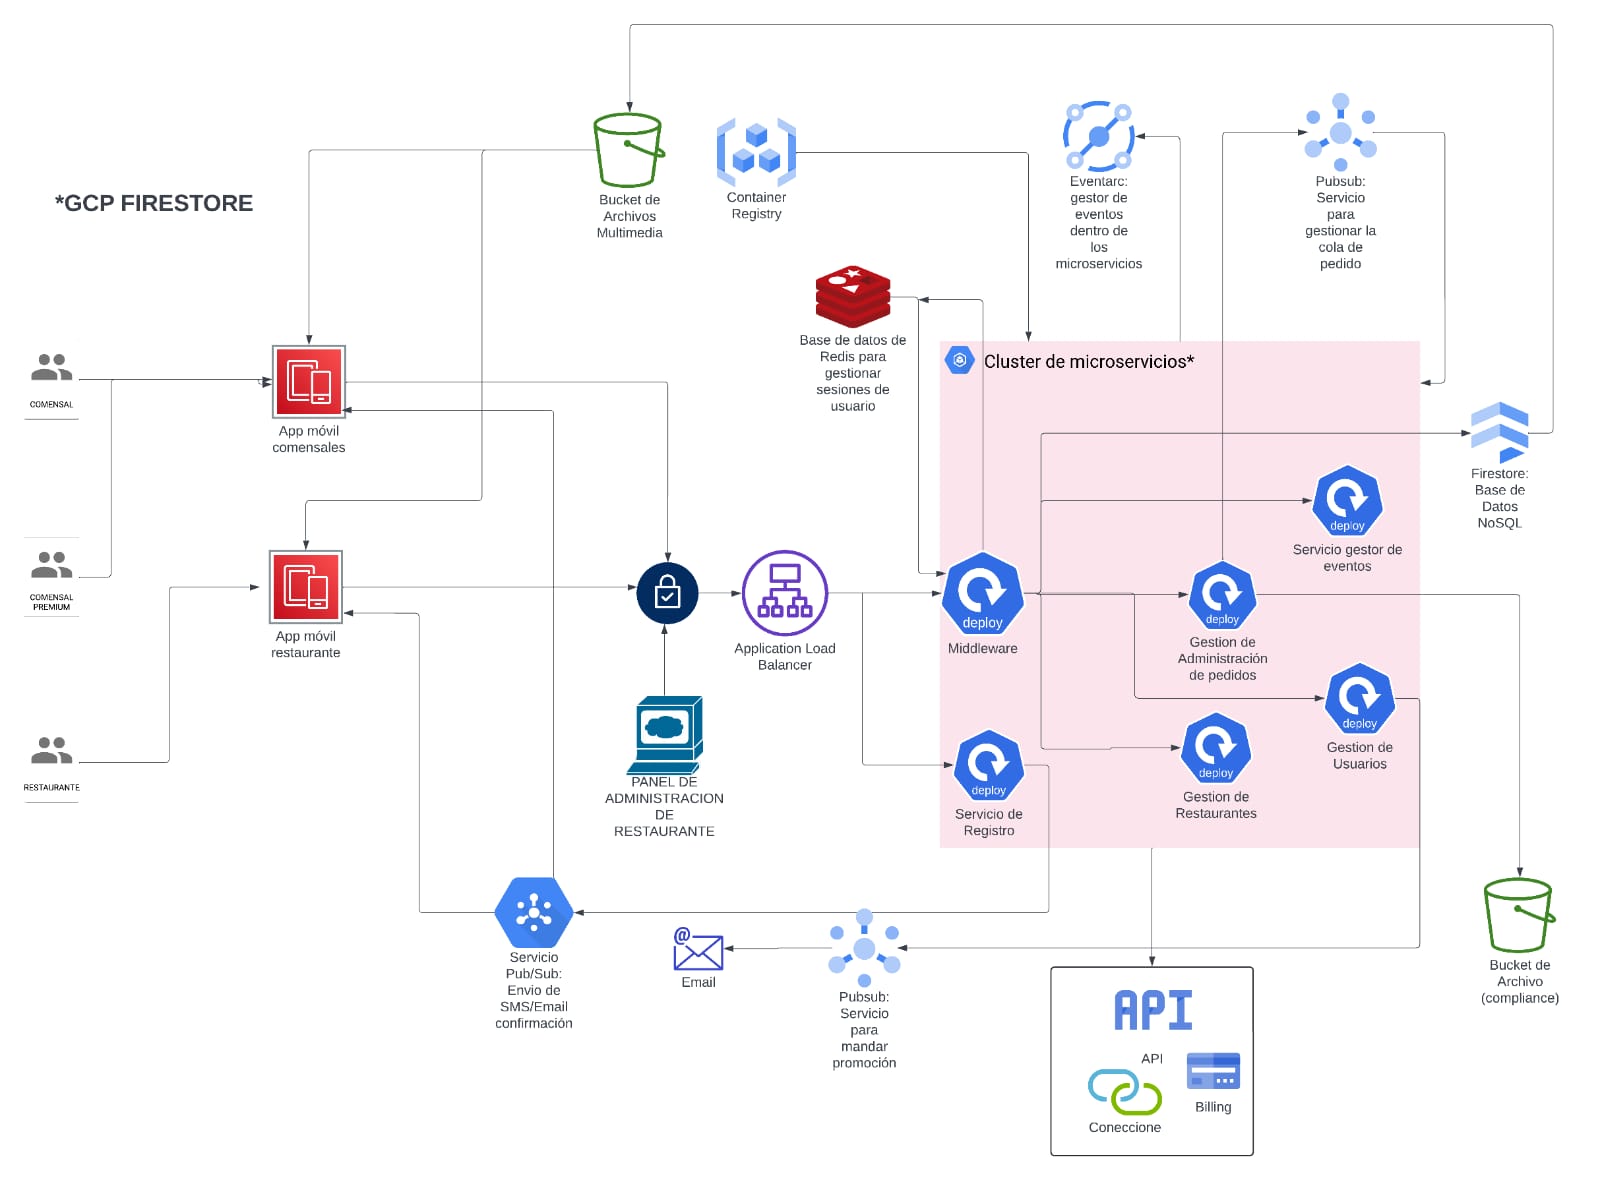 *GCP FIRESTORE
Bucket de
Archivos
Multimedia
Container
Registry
Eventarc:
gestor de
eventos
dentro de
los
microservicios
Pubsub:
Servicio
para
gestionar la
cola de
pedido
Base de datos de
Redis para
gestionar
sesiones de
usuario
Cluster de microservicios*
COMENSAL
App móvil
comensales
Firestore:
Base de
Datos
NoSQL
deploy
Servicio gestor de
eventos
COMENSAL
PREMIUM
App móvil
restaurante
Application Load
Balancer
deploy
Middleware
deploy
Gestion de
Administración
de pedidos
deploy
Gestion de
Usuarios
RESTAURANTE
PANEL DE
ADMINISTRACION
DE
RESTAURANTE
deploy
Servicio de
Registro
deploy
Gestion de
Restaurantes
Servicio
Pub/Sub:
Envio de
SMS/Email
confirmación
@
Email
Pubsub:
Servicio
para
mandar
promoción
Bucket de
Archivo
(compliance)
API
API
Coneccione
Billing